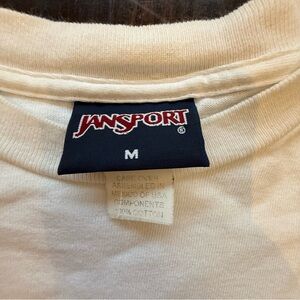 JANSPORT®
M
CARE OVER
ASSEMBLED IN
MEXICO OF USA
COMPONENTS
100% COTTON